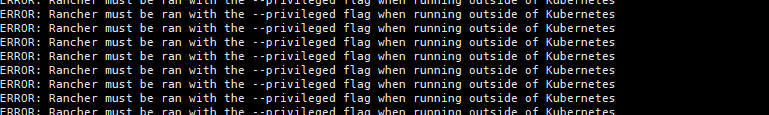 ERROR: Rancher must be ran with the --privileged flag when running outside of Kubernetes
ERROR: Rancher must be ran with the --privileged flag when running outside of Kubernetes
ERROR: Rancher must be ran with the --privileged flag when running outside of Kubernetes
ERROR: Rancher must be ran with the --privileged flag when running outside of Kubernetes
ERROR: Rancher must be ran with the --privileged flag when running outside of Kubernetes
ERROR: Rancher must be ran with the --privileged flag when running outside of Kubernetes
ERROR: Rancher must be ran with the --privileged flag when running outside of Kubernetes
ERROR: Rancher must be ran with the --privileged flag when running outside of Kubernetes
ERROR: Rancher must be ran with the --privileged flag when running outside of Kubernetes